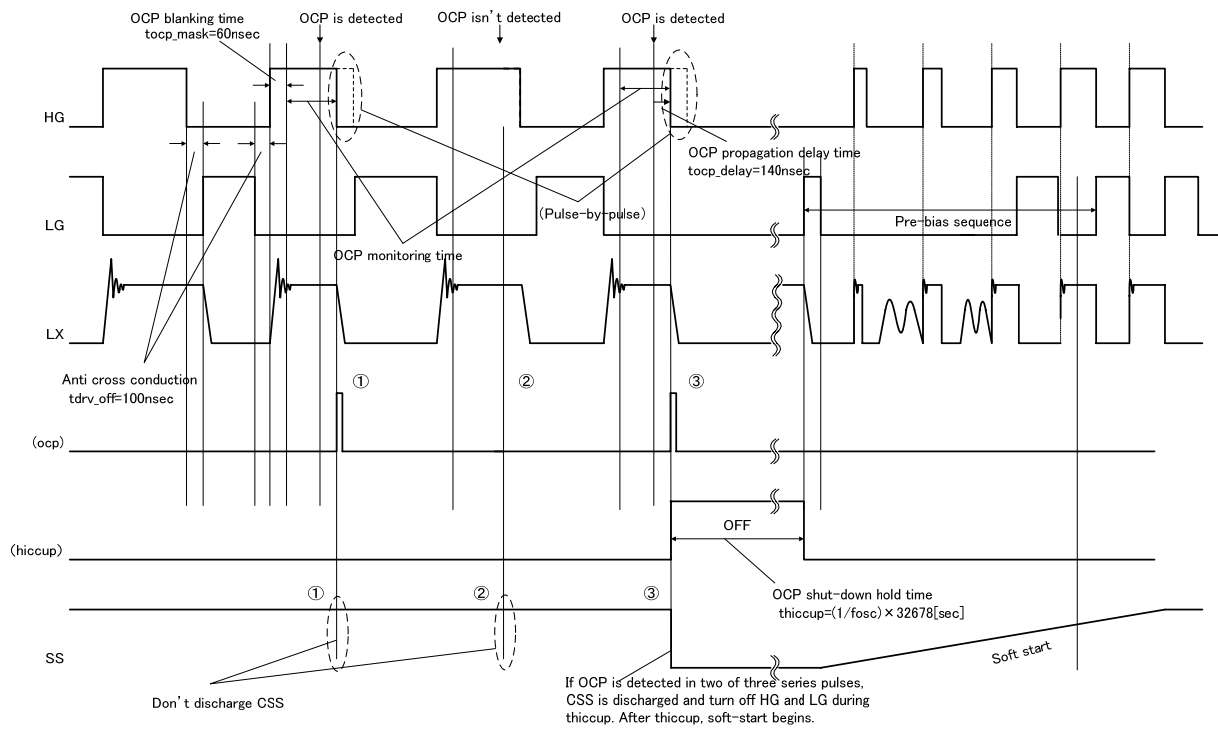 OCP blanking time
tocp_mask=60nsec
OCP is detected
OCP isn't detected
OCP is detected
HG
OCP propagation delay time
tocp_delay=140nsec
(Pulse-by-pulse)
LG
Pre-bias sequence
OCP monitoring time
LX
Anti cross conduction
tdrv_off=100nsec
①
②
③
(ocp)
OFF
(hiccup)
OCP shut-down hold time
thiccup=(1/fosc)×32678[sec]
①
②
③
SS
Soft start
Don't discharge CSS
If OCP is detected in two of three series pulses,
CSS is discharged and turn off HG and LG during
thiccup. After thiccup, soft-start begins.